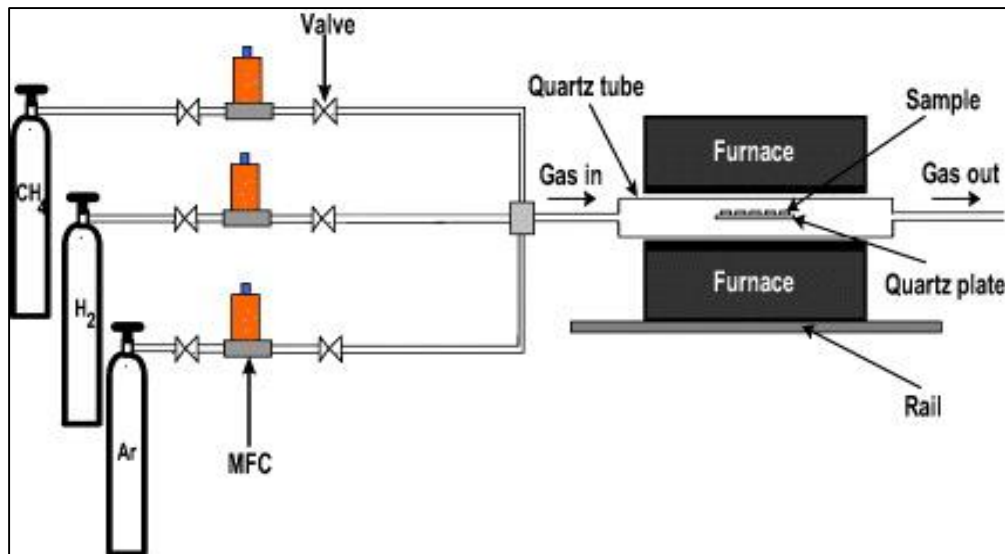 Valve
Quartz tube
Sample
Furnace
Gas in
Gas out
CH4
H2
Furnace
Quartz plate
Ar
MFC
Rail